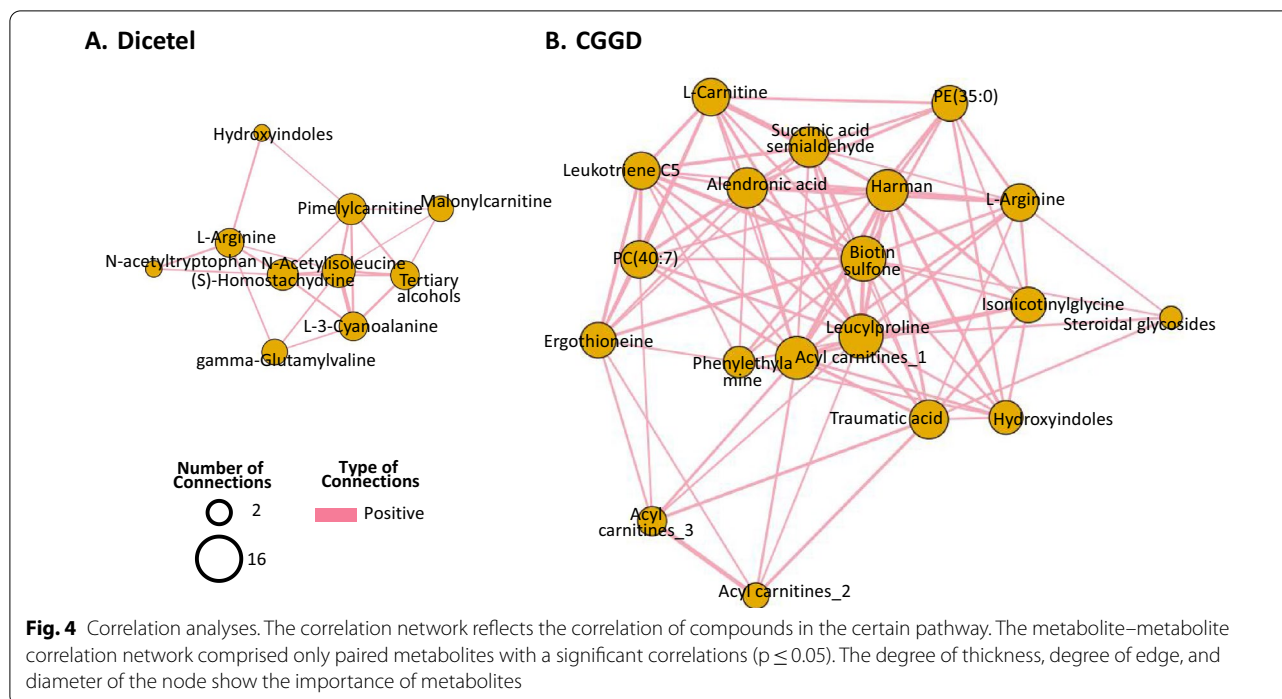 A. Dicetel
Hydroxyindoles
Pimelylcarnitine
Malonylcarnitine
L-Arginine
N-acetyltryptophan
N-Acetylisoleucine
(S)-Homostachydrine
Tertiary
alcohols
L-3-Cyanoalanine
gamma-Glutamylvaline
Number of
Connections
2
16
Type of
Connections
Positive
B. CGGD
L-Carnitine
PE(35:0)
Succinic acid
semialdehyde
Leukotriene C5
Alendronic acid
Harman
L-Arginine
PC(40:7)
Biotin
sulfone
Isonicotinylglycine
Steroidal glycosides
Leucylproline
Ergothioneine
Phenylethyla
mine
Acyl carnitines_1
Traumatic acid
Hydroxyindoles
Acyl
carnitines_3
Acyl carnitines_2
Fig. 4 Correlation analyses. The correlation network reflects the correlation of compounds in the certain pathway. The metabolite–metabolite
correlation network comprised only paired metabolites with a significant correlations (p ≤ 0.05). The degree of thickness, degree of edge, and
diameter of the node show the importance of metabolites